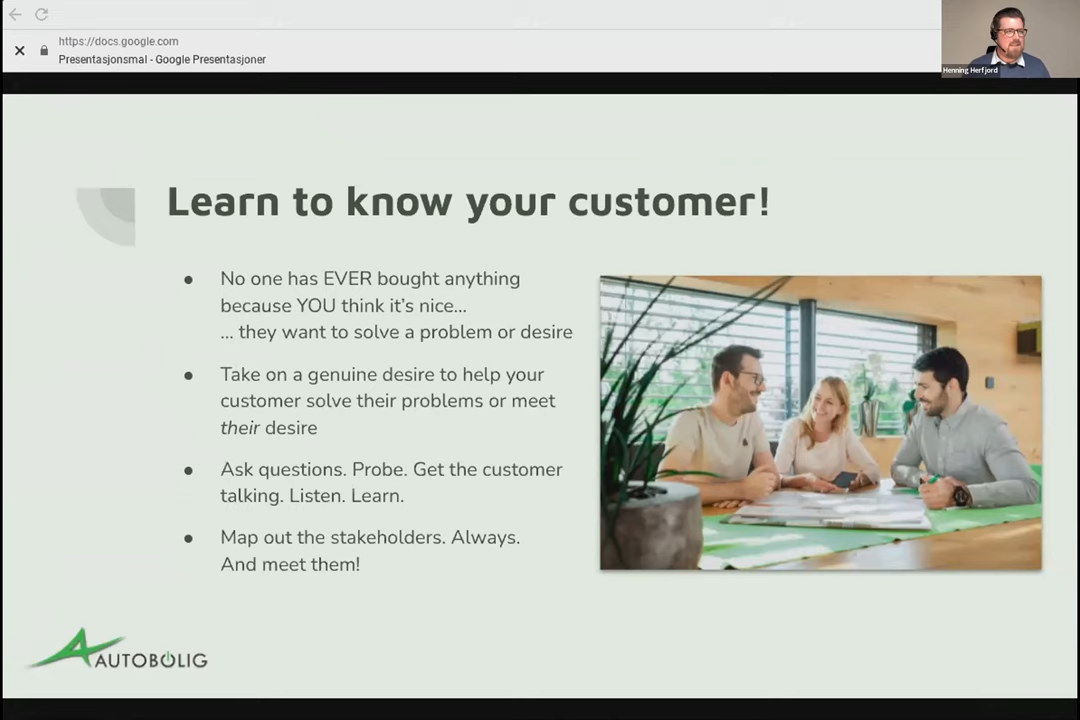 https://docs.google.com
Presentasjonsmal - Google Presentasjoner
Henning Herfjord
Learn to know your customer!
● No one has EVER bought anything
because YOU think it's nice...
... they want to solve a problem or desire
● Take on a genuine desire to help your
customer solve their problems or meet
their desire
● Ask questions. Probe. Get the customer
talking. Listen. Learn.
● Map out the stakeholders. Always.
And meet them!
AUTOBOLIG